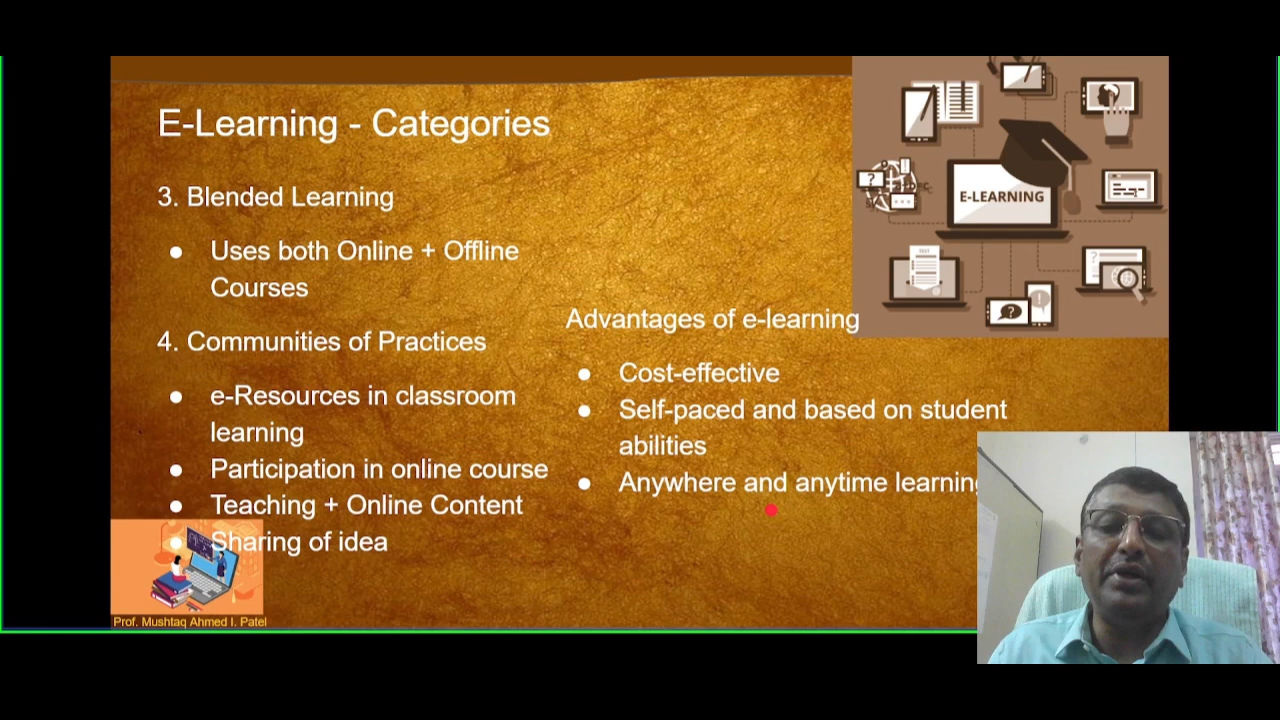 E-Learning - Categories
3. Blended Learning
● Uses both Online + Offline
Courses
4. Communities of Practices
● e-Resources in classroom
learning
● Participation in online course
● Teaching + Online Content
● Sharing of idea
Advantages of e-learning
● Cost-effective
● Self-paced and based on student
abilities
● Anywhere and anytime learning
E-LEARNING
Prof. Mushtaq Ahmed I. Patel